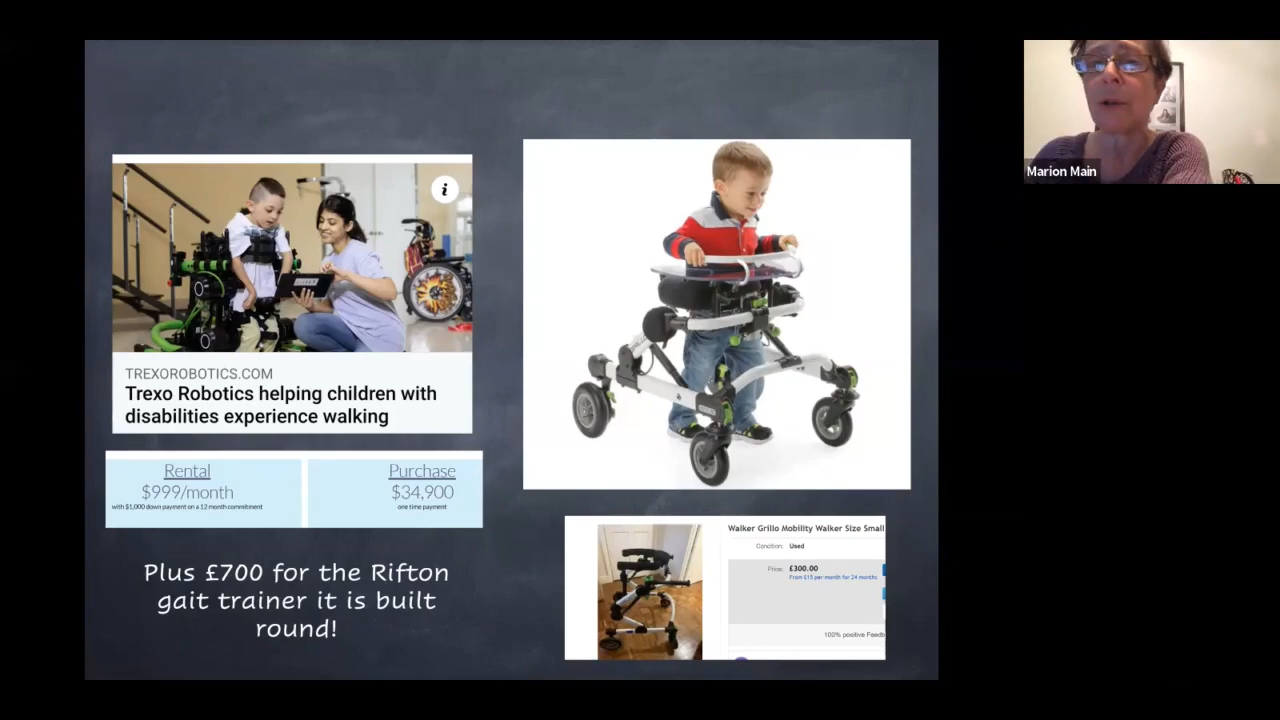 TREXOROBOTICS.COM
Trexo Robotics helping children with
disabilities experience walking
Rental
$999/month
with $1,000 down payment on a 12 month commitment
Purchase
$34,900
one time payment
Plus £700 for the Rifton
gait trainer it is built
round!
Walker Grillo Mobility Walker Size Small
Condition: Used
Price: £300.00
From £15 per month for 24 months
100% positive Feedb
Marion Main